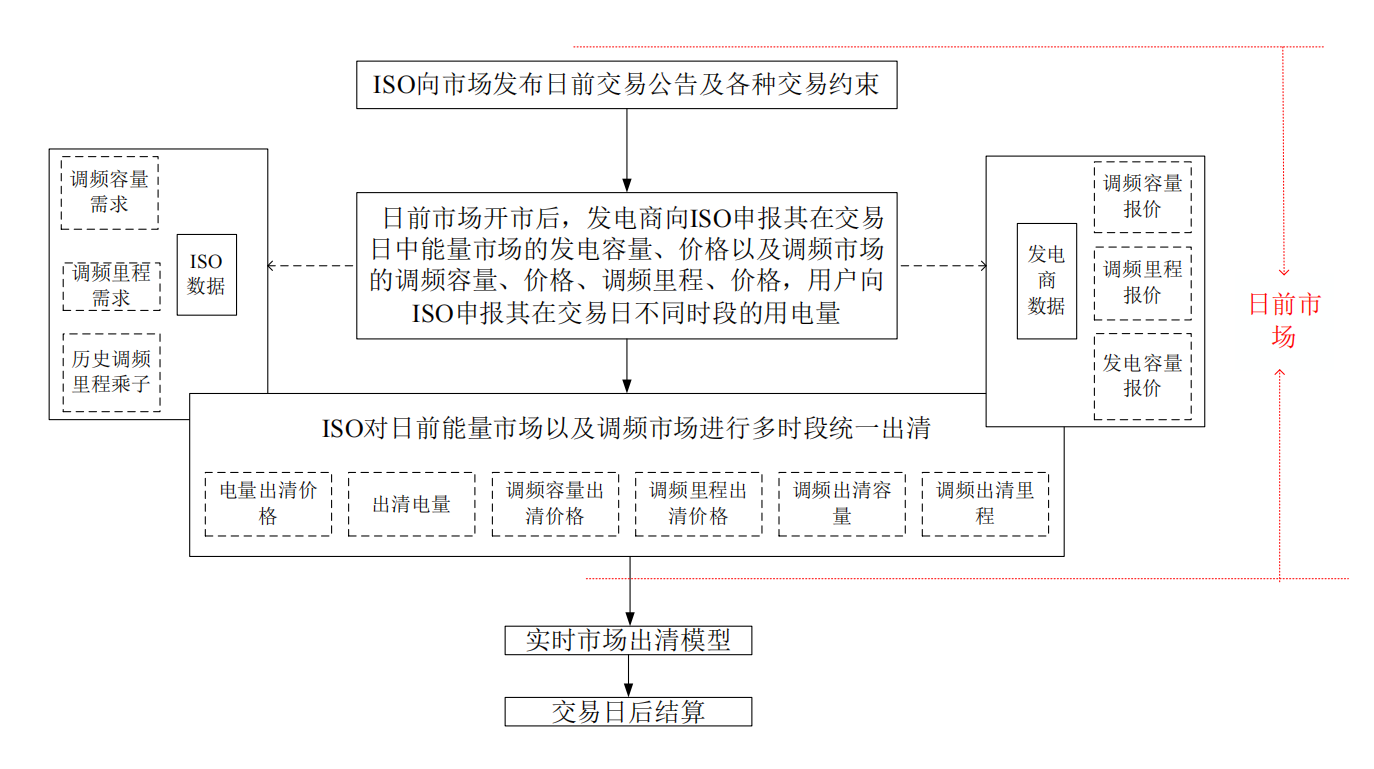 ISO向市场发布日前交易公告及各种交易约束
调频容量
需求
调频里程
需求
历史调频
里程乘子
ISO
数据
日前市场开市后，发电商向ISO申报其在交易
日中能量市场的发电容量、价格以及调频市场
的调频容量、价格、调频里程、价格，用户向
ISO申报其在交易日不同时段的用电量
发电
商
数据
调频容量
报价
调频里程
报价
发电容量
报价
日前市
场
ISO对日前能量市场以及调频市场进行多时段统一出清
电量出清价
格
出清电量
调频容量出
清价格
调频里程出
清价格
调频出清容
量
调频出清里
程
实时市场出清模型
交易日后结算